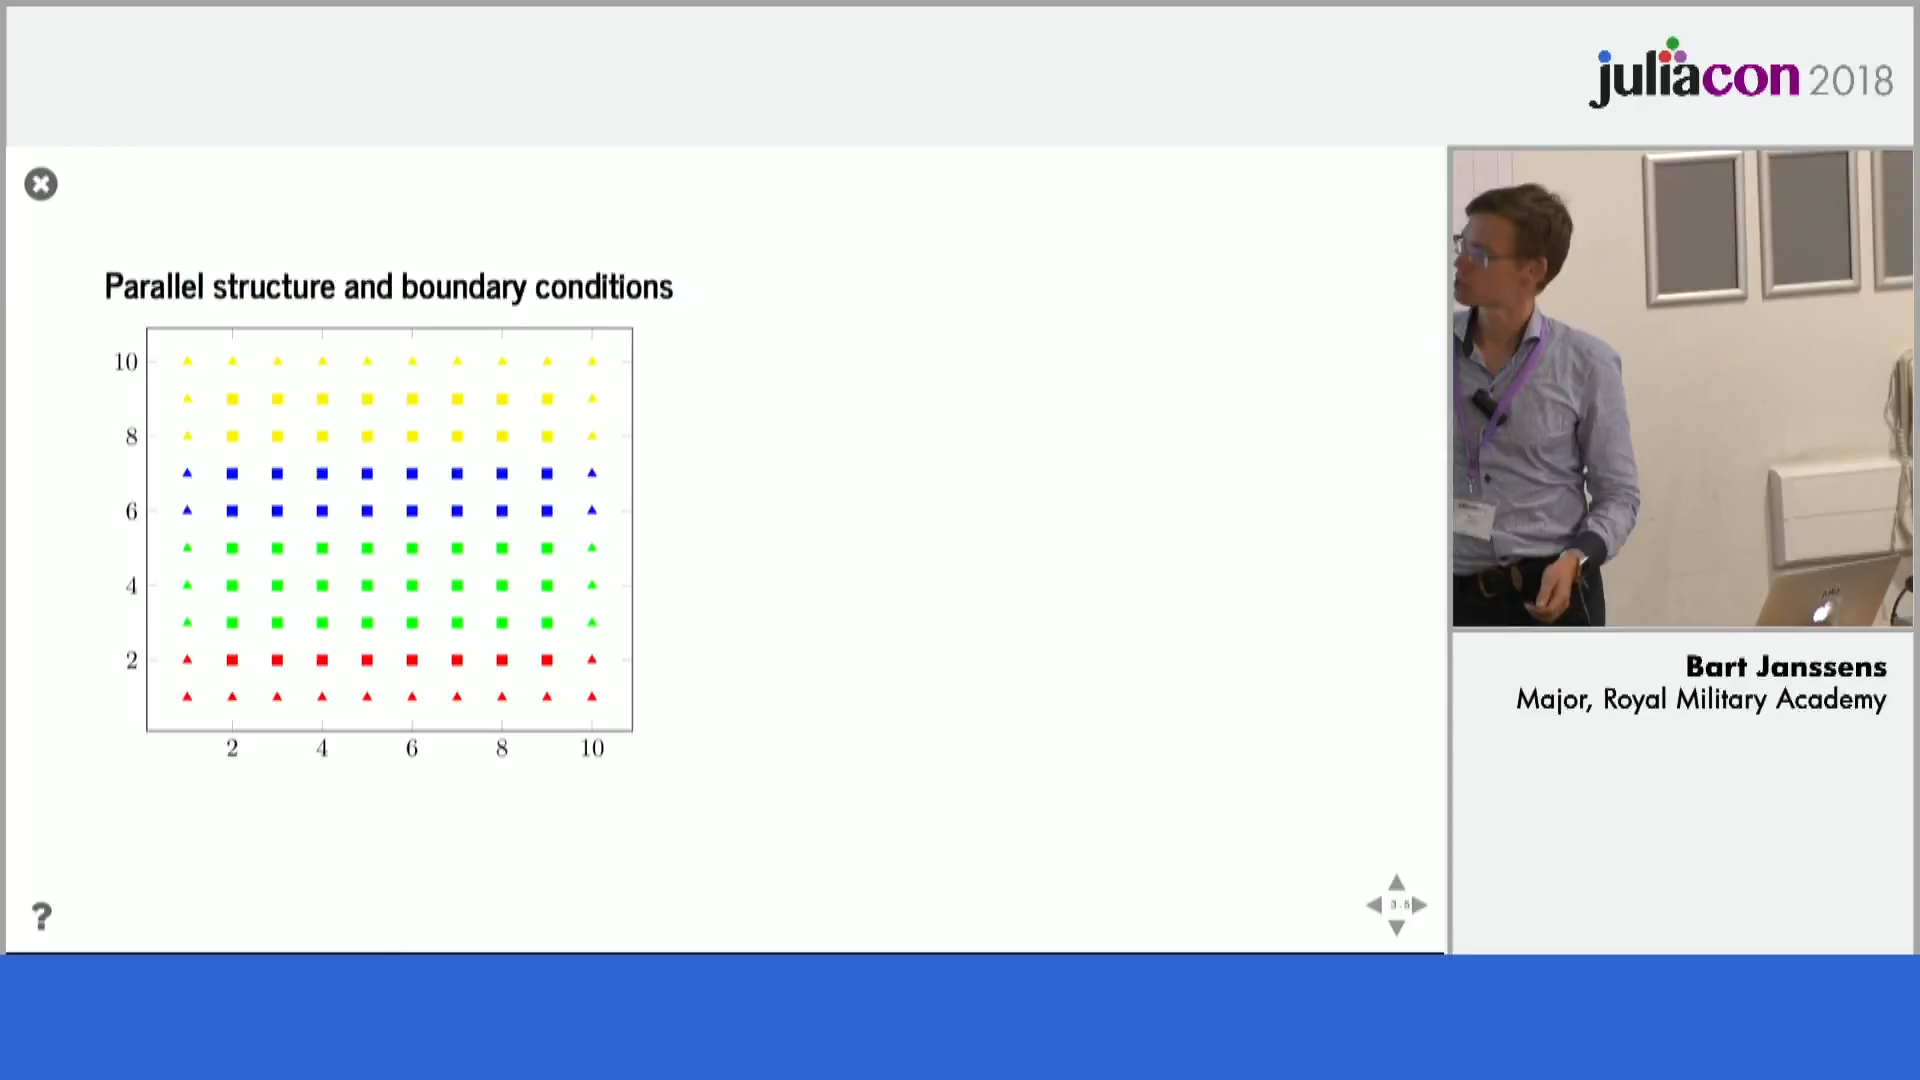 juliacon 2018
Parallel structure and boundary conditions
10
8
6
4
2
2 4 6 8 10
Bart Janssens
Major, Royal Military Academy
?